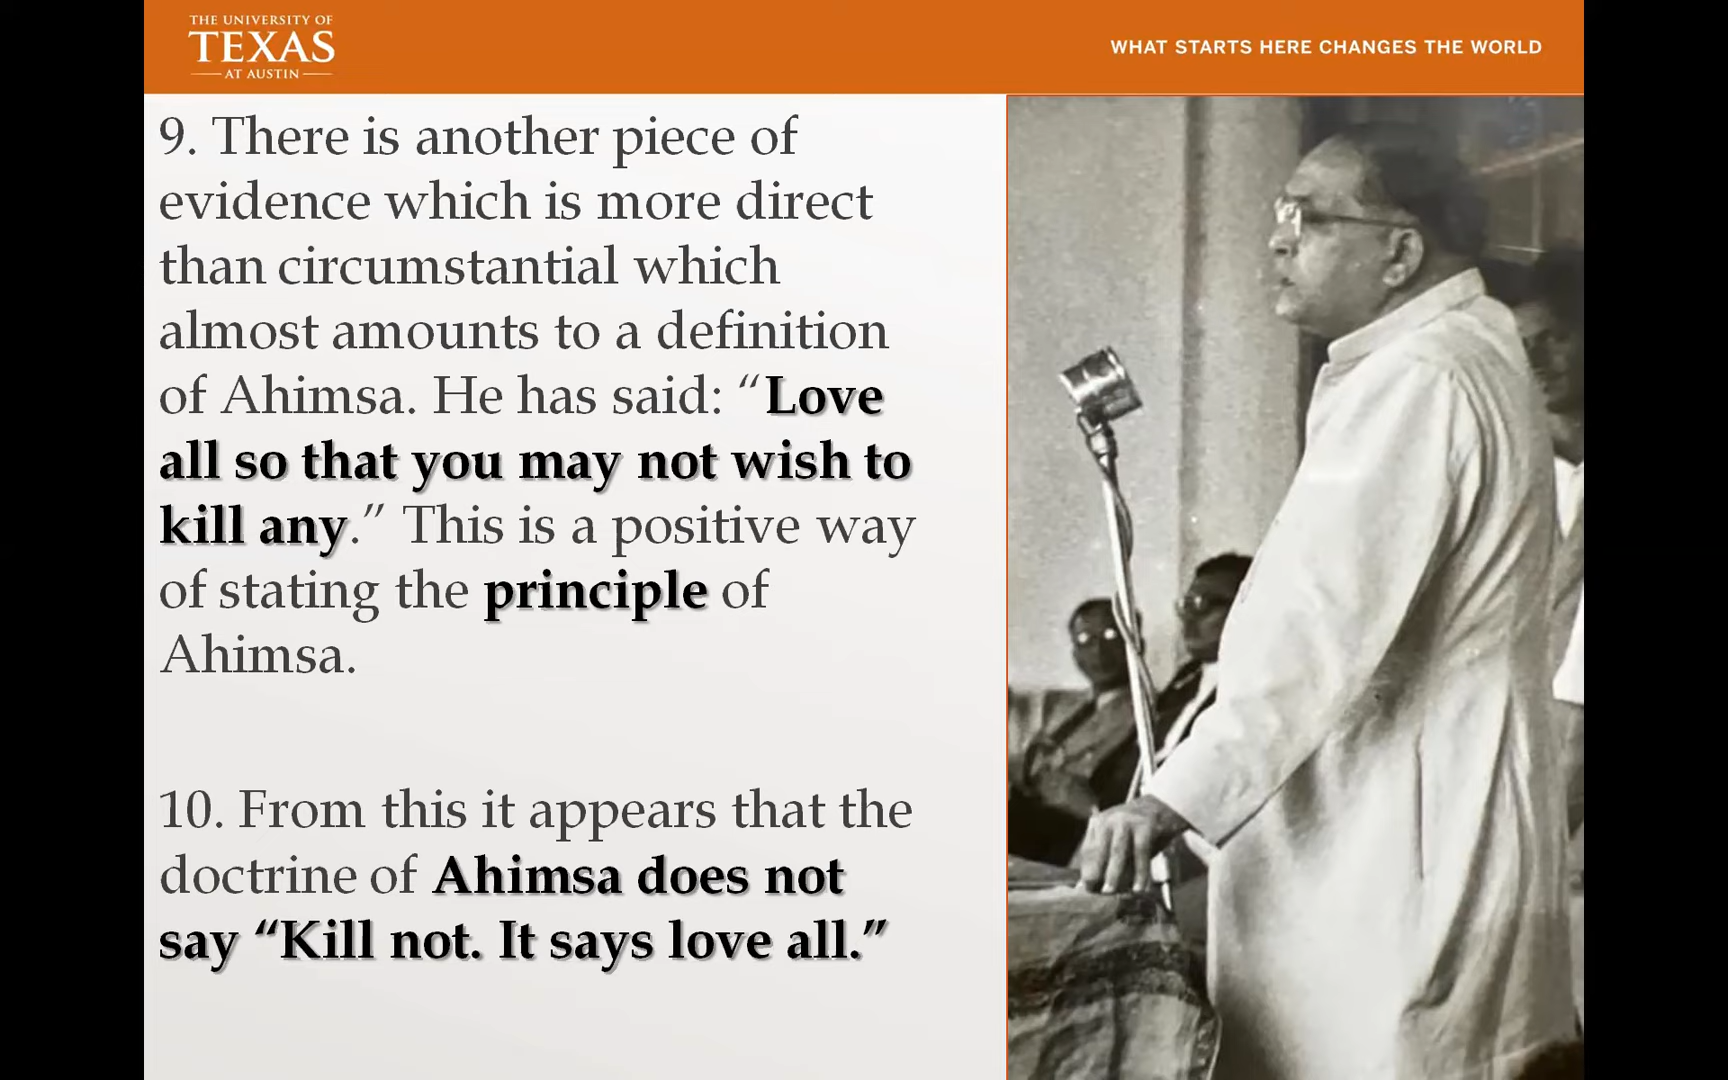 THE UNIVERSITY OF
TEXAS
AT AUSTIN
WHAT STARTS HERE CHANGES THE WORLD
9. There is another piece of
evidence which is more direct
than circumstantial which
almost amounts to a definition
of Ahimsa. He has said: “Love
all so that you may not wish to
kill any.” This is a positive way
of stating the principle of
Ahimsa.
10. From this it appears that the
doctrine of Ahimsa does not
say “Kill not. It says love all.”